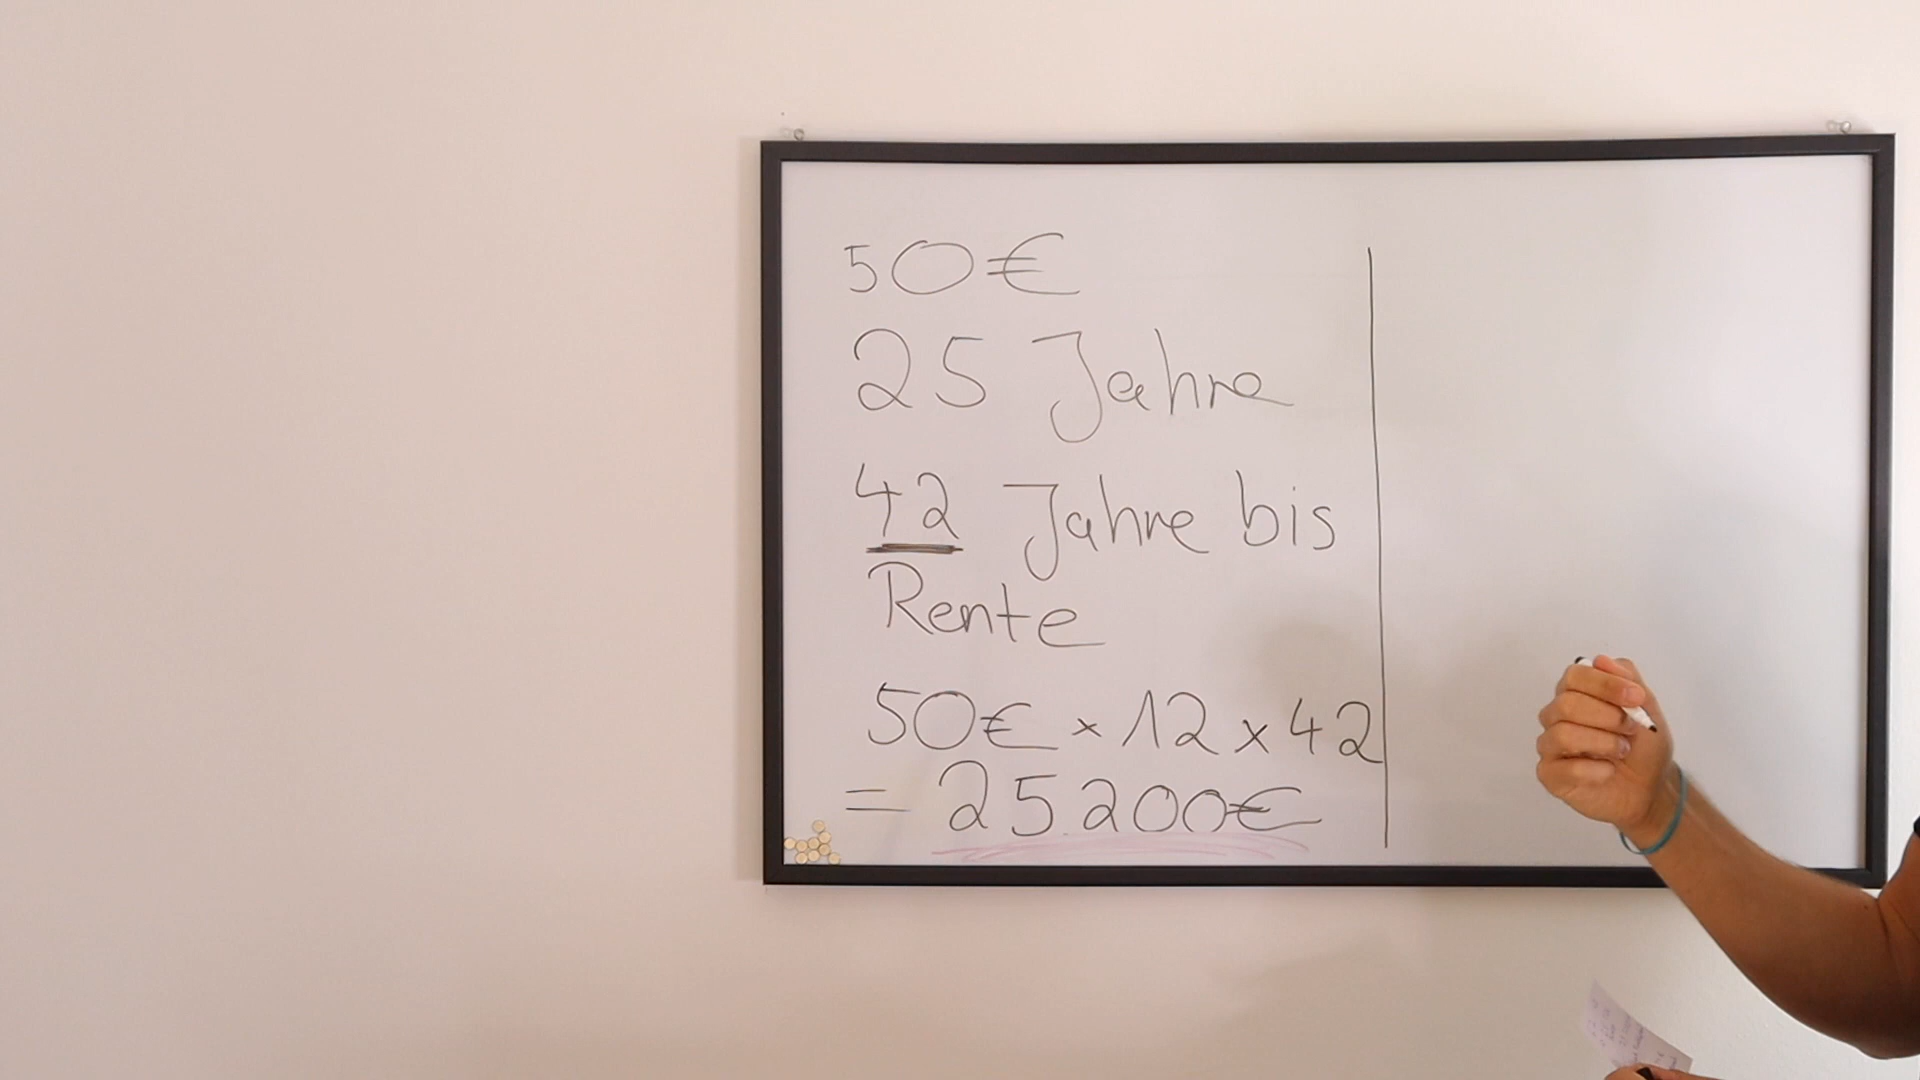 50€
25 Jahre
42 Jahre bis
Rente
50€ x 12 x 42
= 25200€